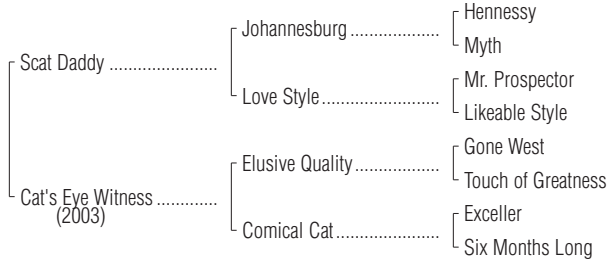 Hennessy
Johannesburg ....................
Myth
Scat Daddy ........................
Mr. Prospector
Love Style..........................
Likeable Style
Gone West
Elusive Quality...................
Touch of Greatness
Cat's Eye Witness .............
(2003)
Exceller
Comical Cat.......................
Six Months Long